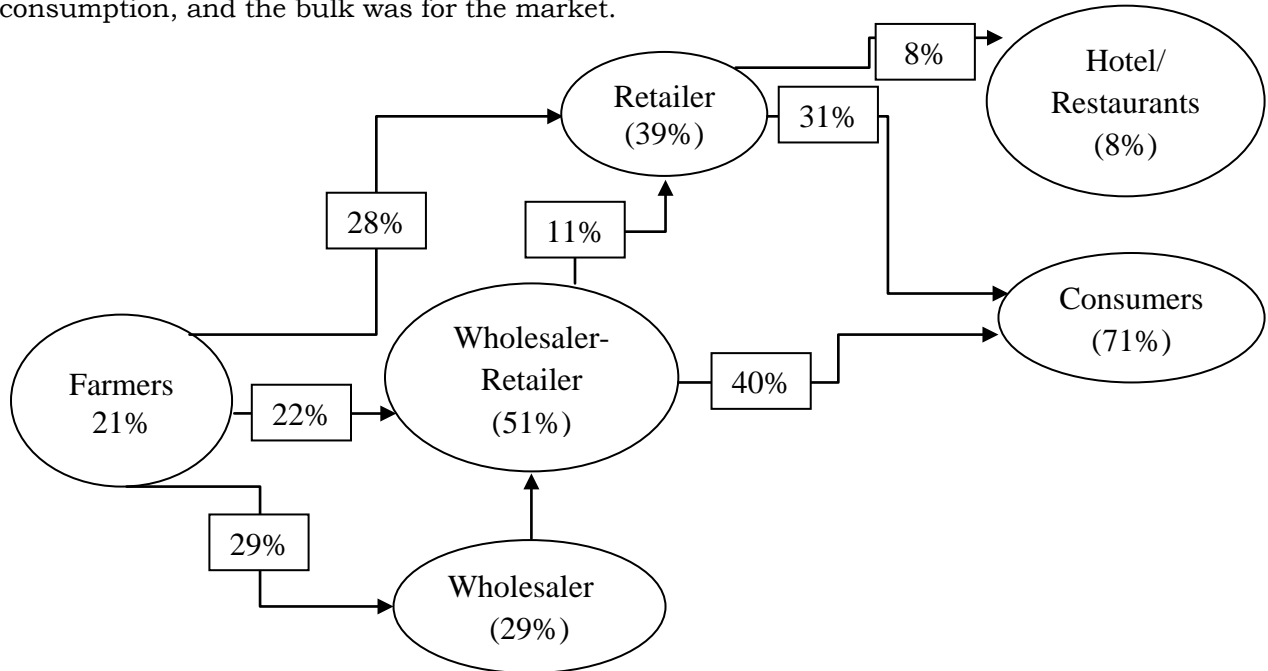 consumption, and the bulk was for the market.
8%
Hotel/
Restaurants
(8%)
Retailer
(39%)
31%
28%
11%
Consumers
(71%)
Wholesaler-
Retailer
(51%)
Farmers
21%
22%
40%
29%
Wholesaler
(29%)